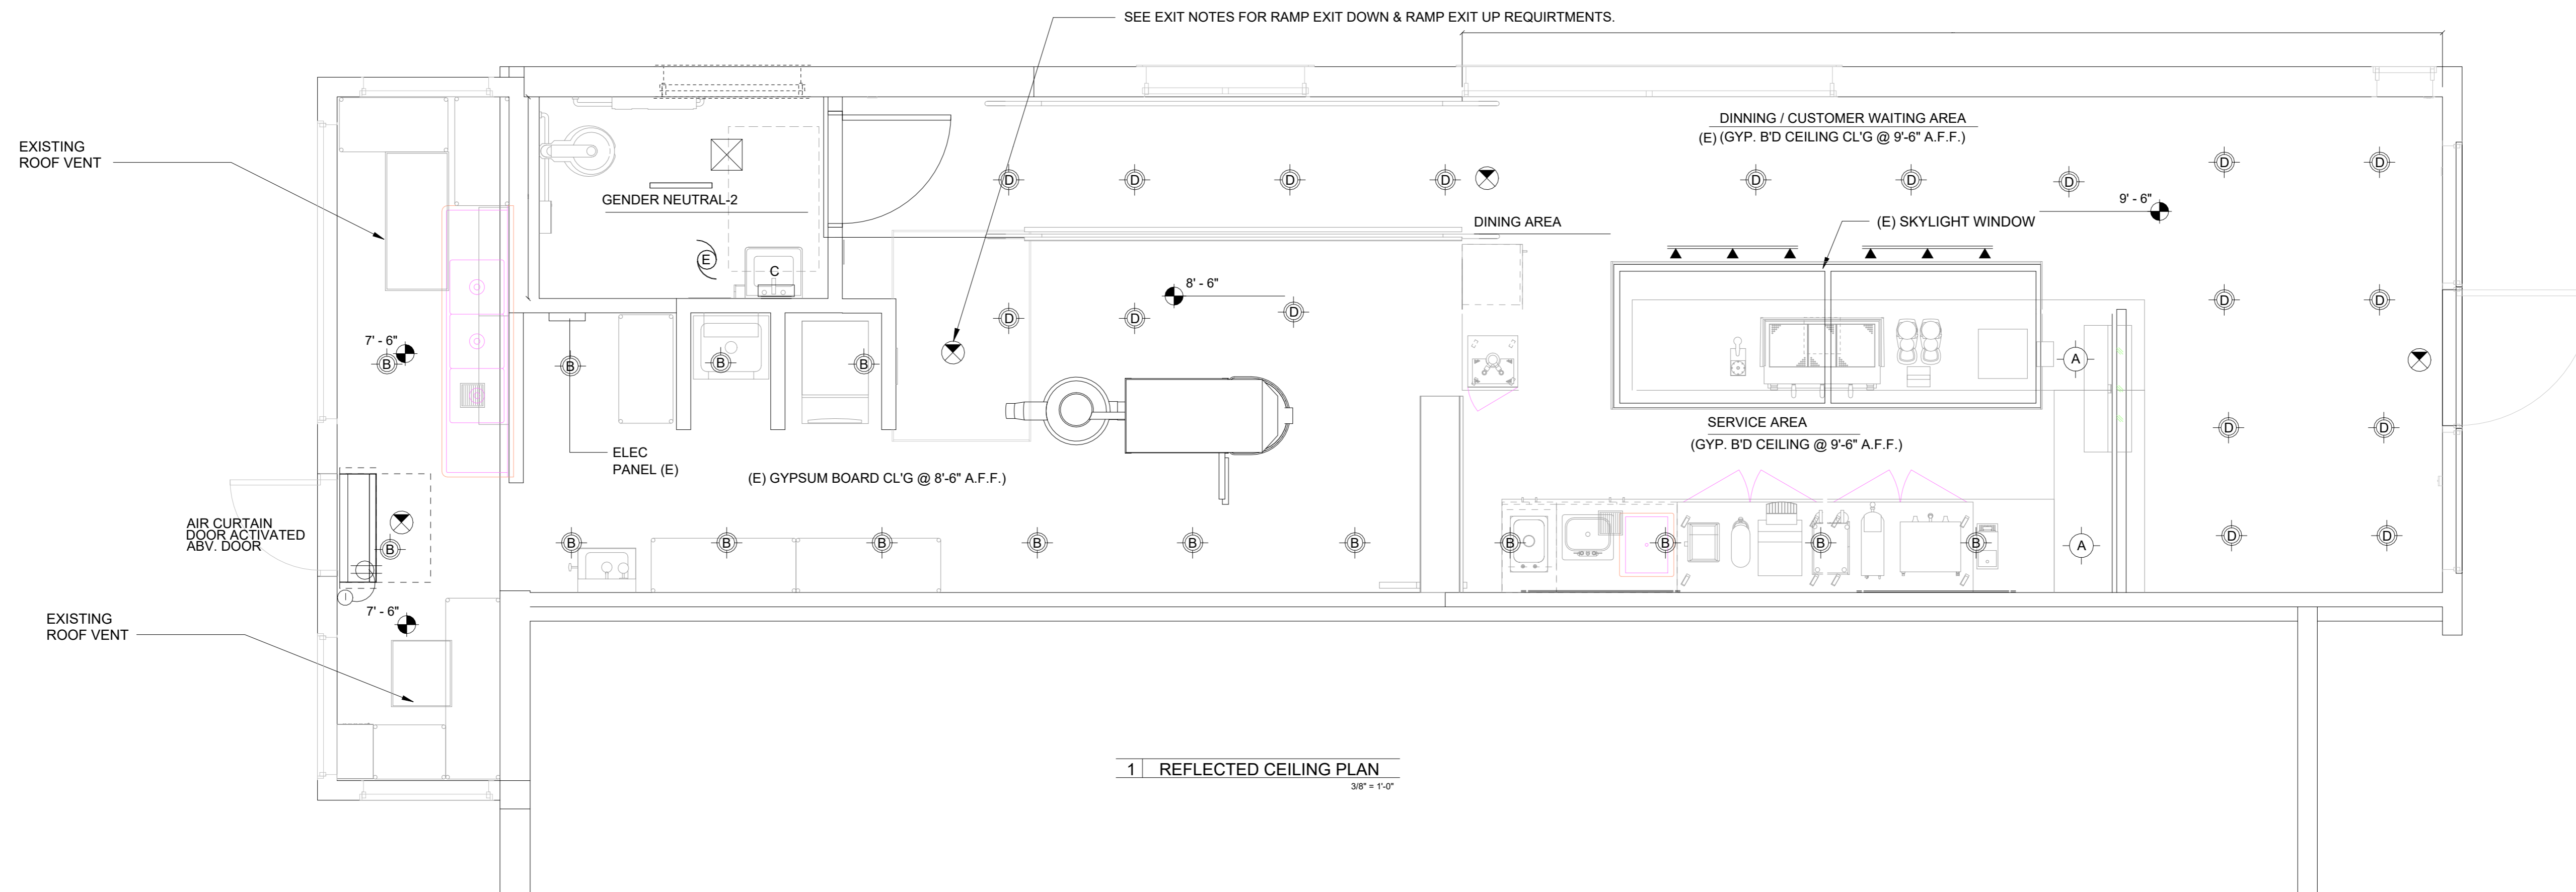 SEE EXIT NOTES FOR RAMP EXIT DOWN & RAMP EXIT UP REQUIRTMENTS.
DINNING / CUSTOMER WAITING AREA
(E) (GYP. B'D CEILING CL'G @ 9'-6" A.F.F.)
EXISTING
ROOF VENT
D
D
D
D
D
D
D
D
D
GENDER NEUTRAL-2
9' - 6"
DINING AREA
(E) SKYLIGHT WINDOW
E
C
8' - 6"
D
D
D
D
D
7' - 6"
B
B
B
B
A
SERVICE AREA
(GYP. B'D CEILING @ 9'-6" A.F.F.)
D
D
ELEC
PANEL (E)
(E) GYPSUM BOARD CL'G @ 8'-6" A.F.F.)
AIR CURTAIN
DOOR ACTIVATED
ABV. DOOR
B
B
B
B
B
B
B
B
B
B
B
A
D
D
I
7' - 6"
EXISTING
ROOF VENT
1 REFLECTED CEILING PLAN
3/8" = 1'-0"